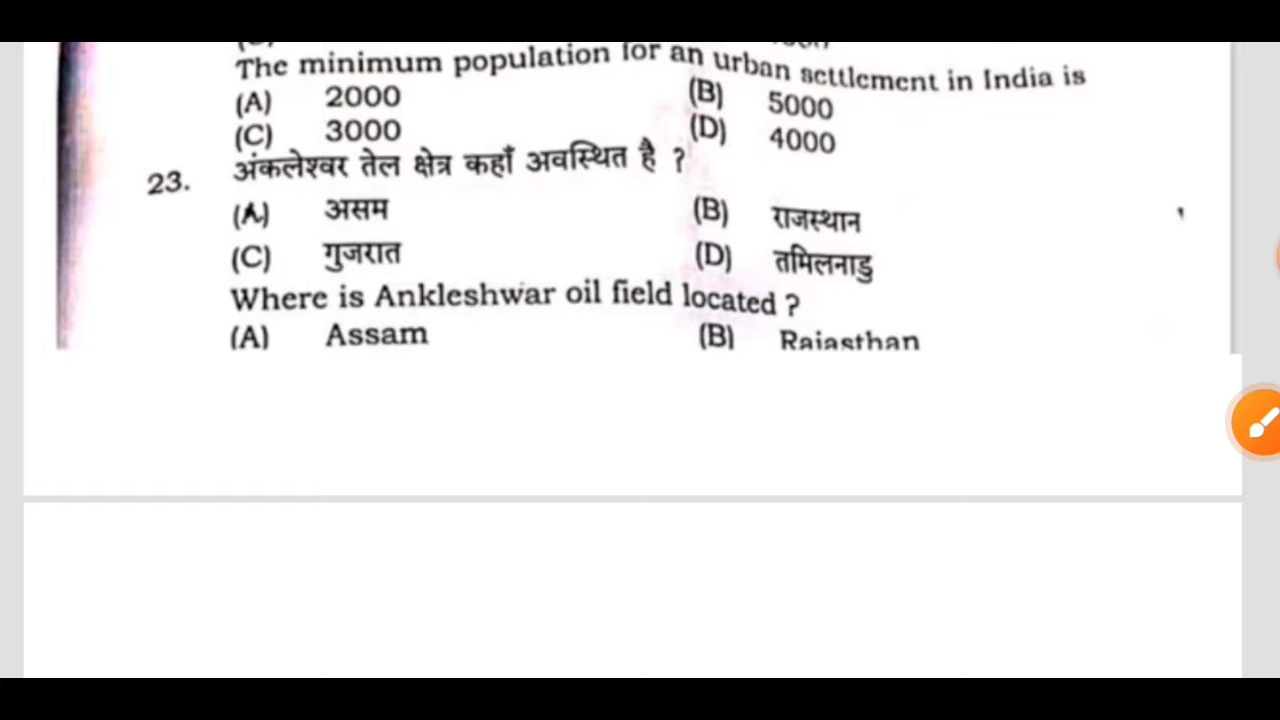 The minimum population for an urban settlement in India is
(A) 2000 (B) 5000
(C) 3000 (D) 4000
23. अंकलेश्वर तेल क्षेत्र कहाँ अवस्थित है ?
(A) असम (B) राजस्थान
(C) गुजरात (D) तमिलनाडु
Where is Ankleshwar oil field located ?
(A) Assam (B) Rajasthan